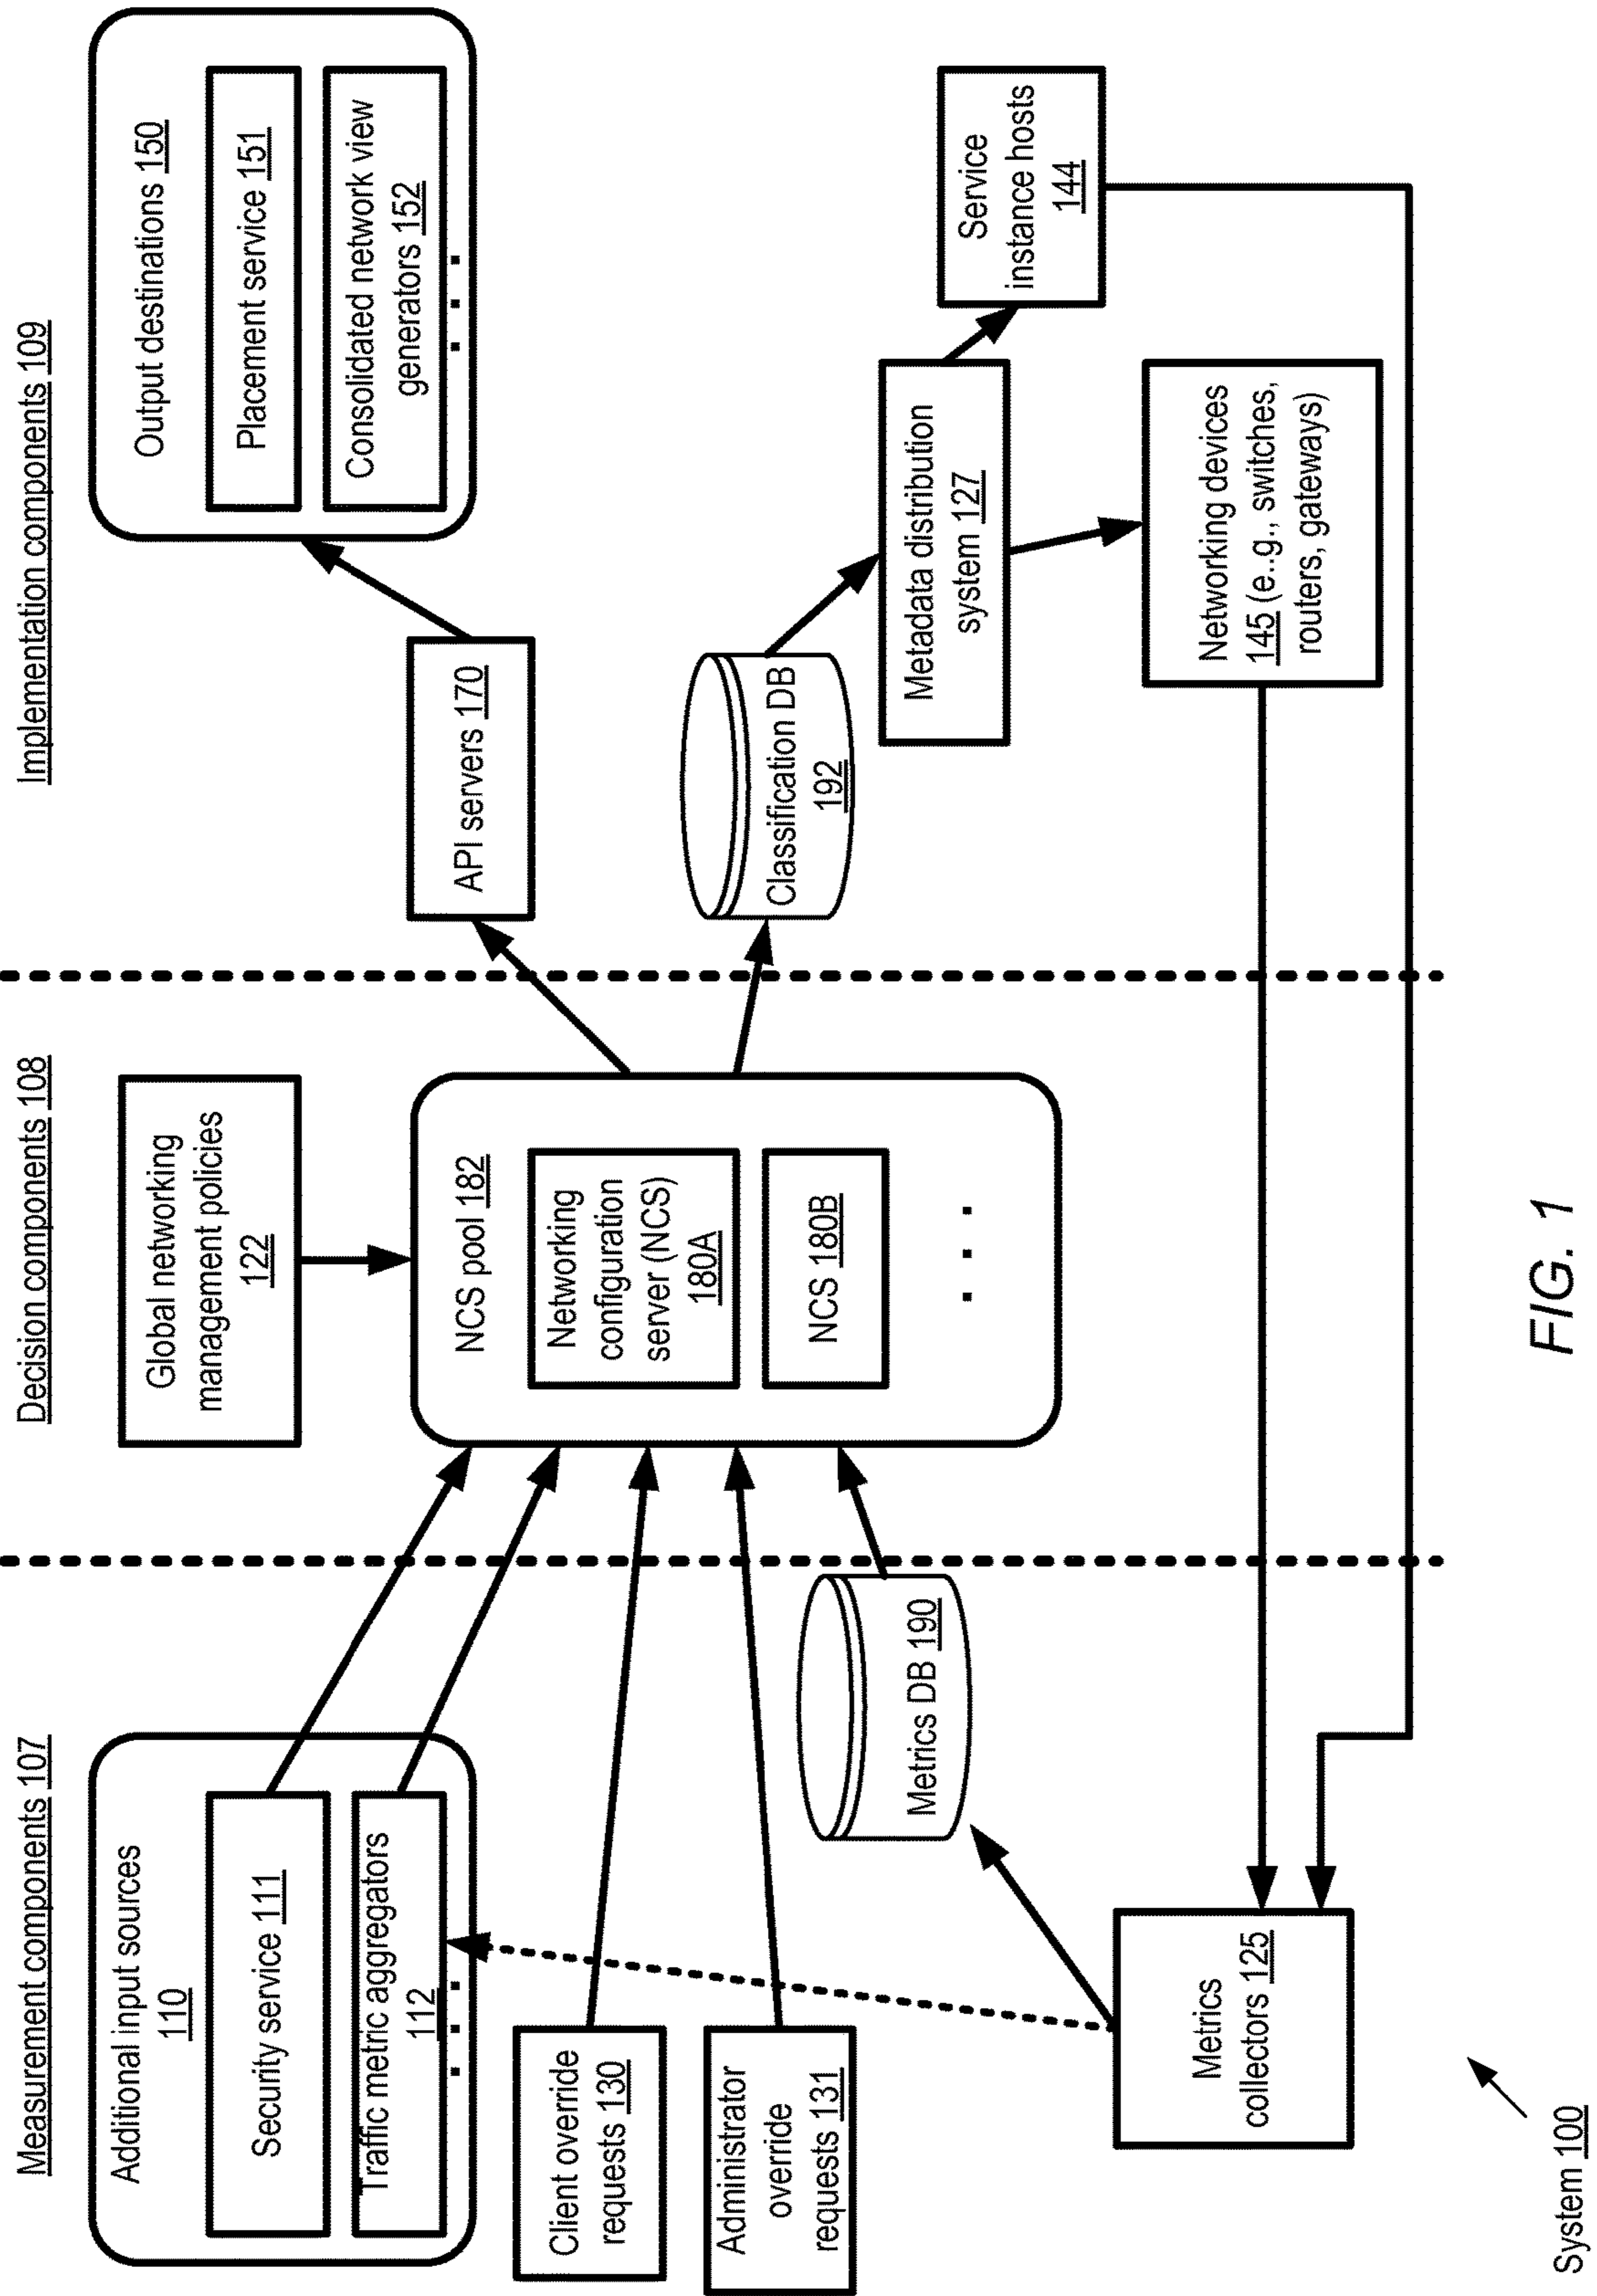 Measurement components 107
Decision components 108
Implementation components 109
Additional input sources
110
Security service 111
Traffic metric aggregators
112
. . .
Client override
requests 130
Administrator
override
requests 131
Metrics DB 190
Metrics
collectors 125
Global networking
management policies
122
NCS pool 182
Networking
configuration
server (NCS)
180A
NCS 180B
. . .
API servers 170
Output destinations 150
Placement service 151
Consolidated network view
generators 152
. . .
Classification DB
192
Metadata distribution
system 127
Service
instance hosts
144
Networking devices
145 (e..g., switches,
routers, gateways)
System 100
FIG. 1